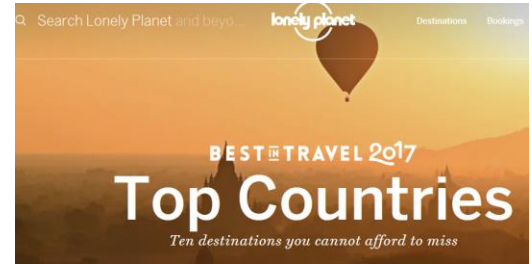 Search Lonely Planet and beyo...
lonely planet
Destinations
Bookings
BEST IN TRAVEL 2017
Top Countries
Ten destinations you cannot afford to miss